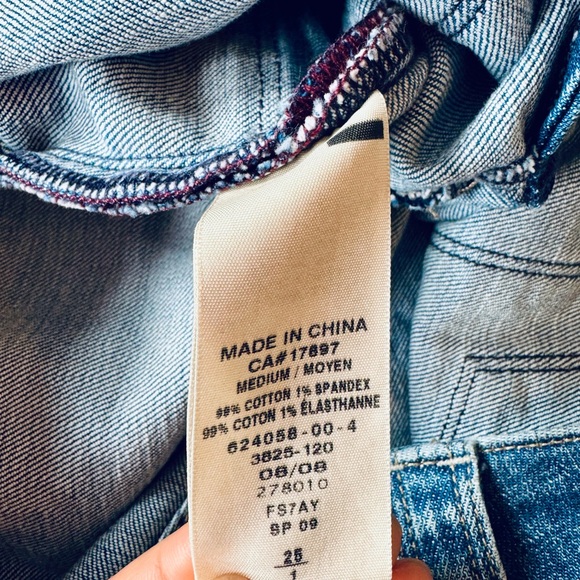 MADE IN CHINA
CA#17897
MEDIUM / MOYEN
99% COTTON 1% SPANDEX
99% COTON 1% ÉLASTHANNE
624058-00-4
3825-120
08/08
278010
FS7AY
SP 09
25
1